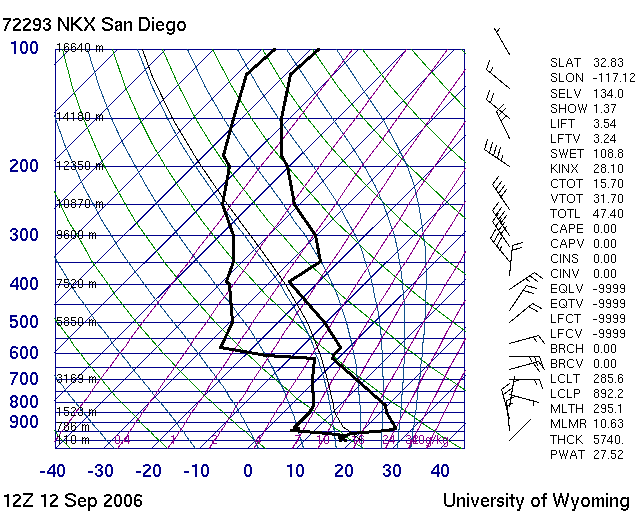 72293 NKX San Diego
100 16640 m
14180 m
200 12350 m
10870 m
300 9600 m
400 7520 m
500 5850 m
600
700 3169 m
800
1523 m
900 786 m
110 m 0.4 1 2 4 7 10 16 24 32 40g/kg
-40 -30 -20 -10 0 10 20 30 40
12Z 12 Sep 2006 University of Wyoming
SLAT 32.83
SLON -117.12
SELV 134.0
SHOW 1.37
LIFT 3.54
LFTV 3.24
SWET 108.8
KINX 28.10
CTOT 15.70
VTOT 31.70
TOTL 47.40
CAPE 0.00
CAPV 0.00
CINS 0.00
CINV 0.00
EQLV -9999
EQTV -9999
LFCT -9999
LFCV -9999
BRCH 0.00
BRCV 0.00
LCLT 285.6
LCLP 892.2
MLTH 295.1
MLMR 10.63
THCK 5740.
PWAT 27.52